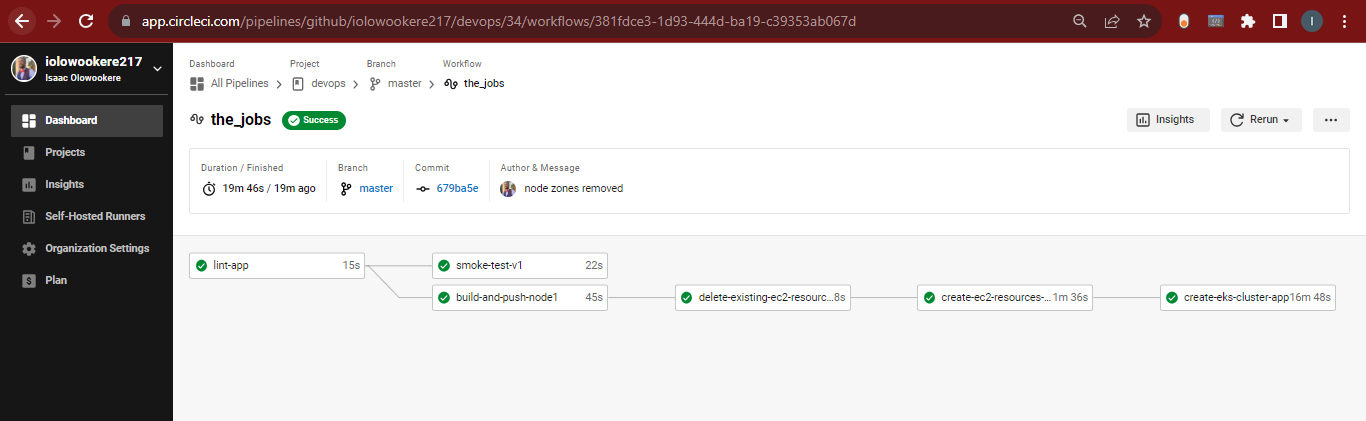 app.circleci.com/pipelines/github/iolowookere217/devops/34/workflows/381fdce3-1d93-444d-ba19-c39353ab067d
I
iolowookere217
Isaac Olowookere
Dashboard
Projects
Insights
Self-Hosted Runners
Organization Settings
Plan
Dashboard Project Branch Workflow
All Pipelines devops master the_jobs
the_jobs Success Insights Rerun
Duration / Finished Branch Commit Author & Message
19m 46s / 19m ago master 679ba5e node zones removed
lint-app 15s smoke-test-v1 22s
build-and-push-node1 45s delete-existing-ec2-resourc...8s create-ec2-resources-...1m 36s create-eks-cluster-app16m 48s